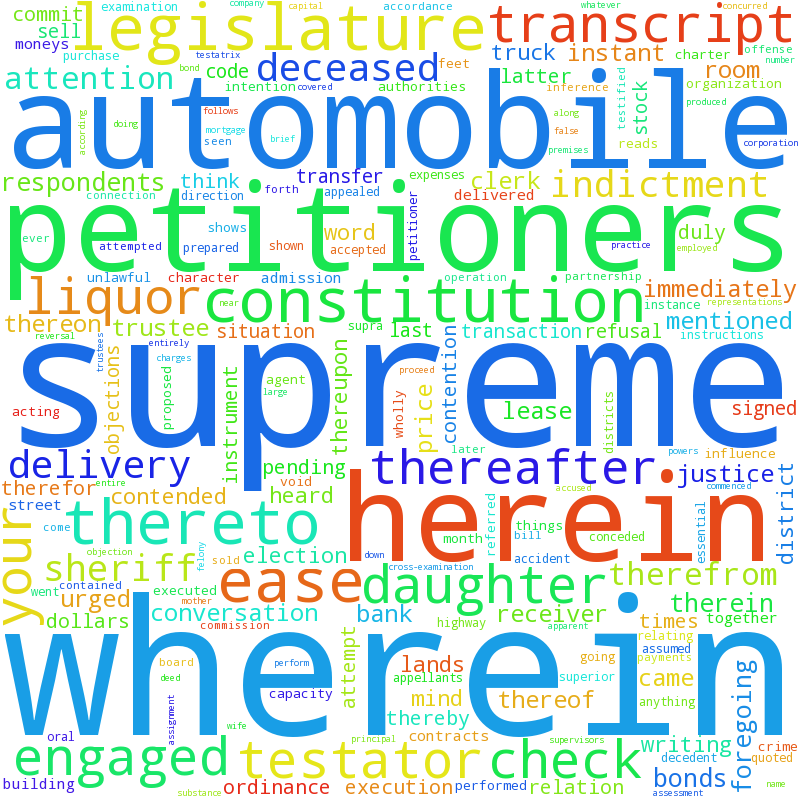 examination company capital accordance whatever concurred
commit legislature transcript
sell
moneys testatrix offense
purchase deceased truck instant charter number
attention bond code feet latter room
intention covered authorities inference organization
automobile
according doing follows mortgage seen brief testified stock along false produced
premises reads corporation
respondents think transfer expenses clerk indictment
connection direction forth appealed petitioner delivered
petitioners
ever shows shown word duly
attempted prepared accepted practice employed
unlawful character admission operation partnership immediately
liquor constitution instance representations
near
thereon trustee situation supra last transaction refusal mentioned
reversal trustees entirely instructions
supreme
objections charges proposed instrument agent thereupon wholly price contention proceed
large lease districts signed
acting later
delivery pending thereafter powers influence
justice
therefor entire void herein accused commenced
contended heard district
street thereto month referred things bill conceded essential
come election accident
your objection felony sold down cross-examination
sheriff ease daughter therefrom
went contained executed mother
urged conversation bank receiver therein
dollars commission highway apparent times together
wherein
attempt relating
board lands going assumed came
deed perform appellants superior payments
capacity mind thereof anything
assignment wife thereby foregoing
oral principal contracts supervisors writing crime
engaged testator check decedent quoted
building ordinance execution performed relation bonds
substance assessment name